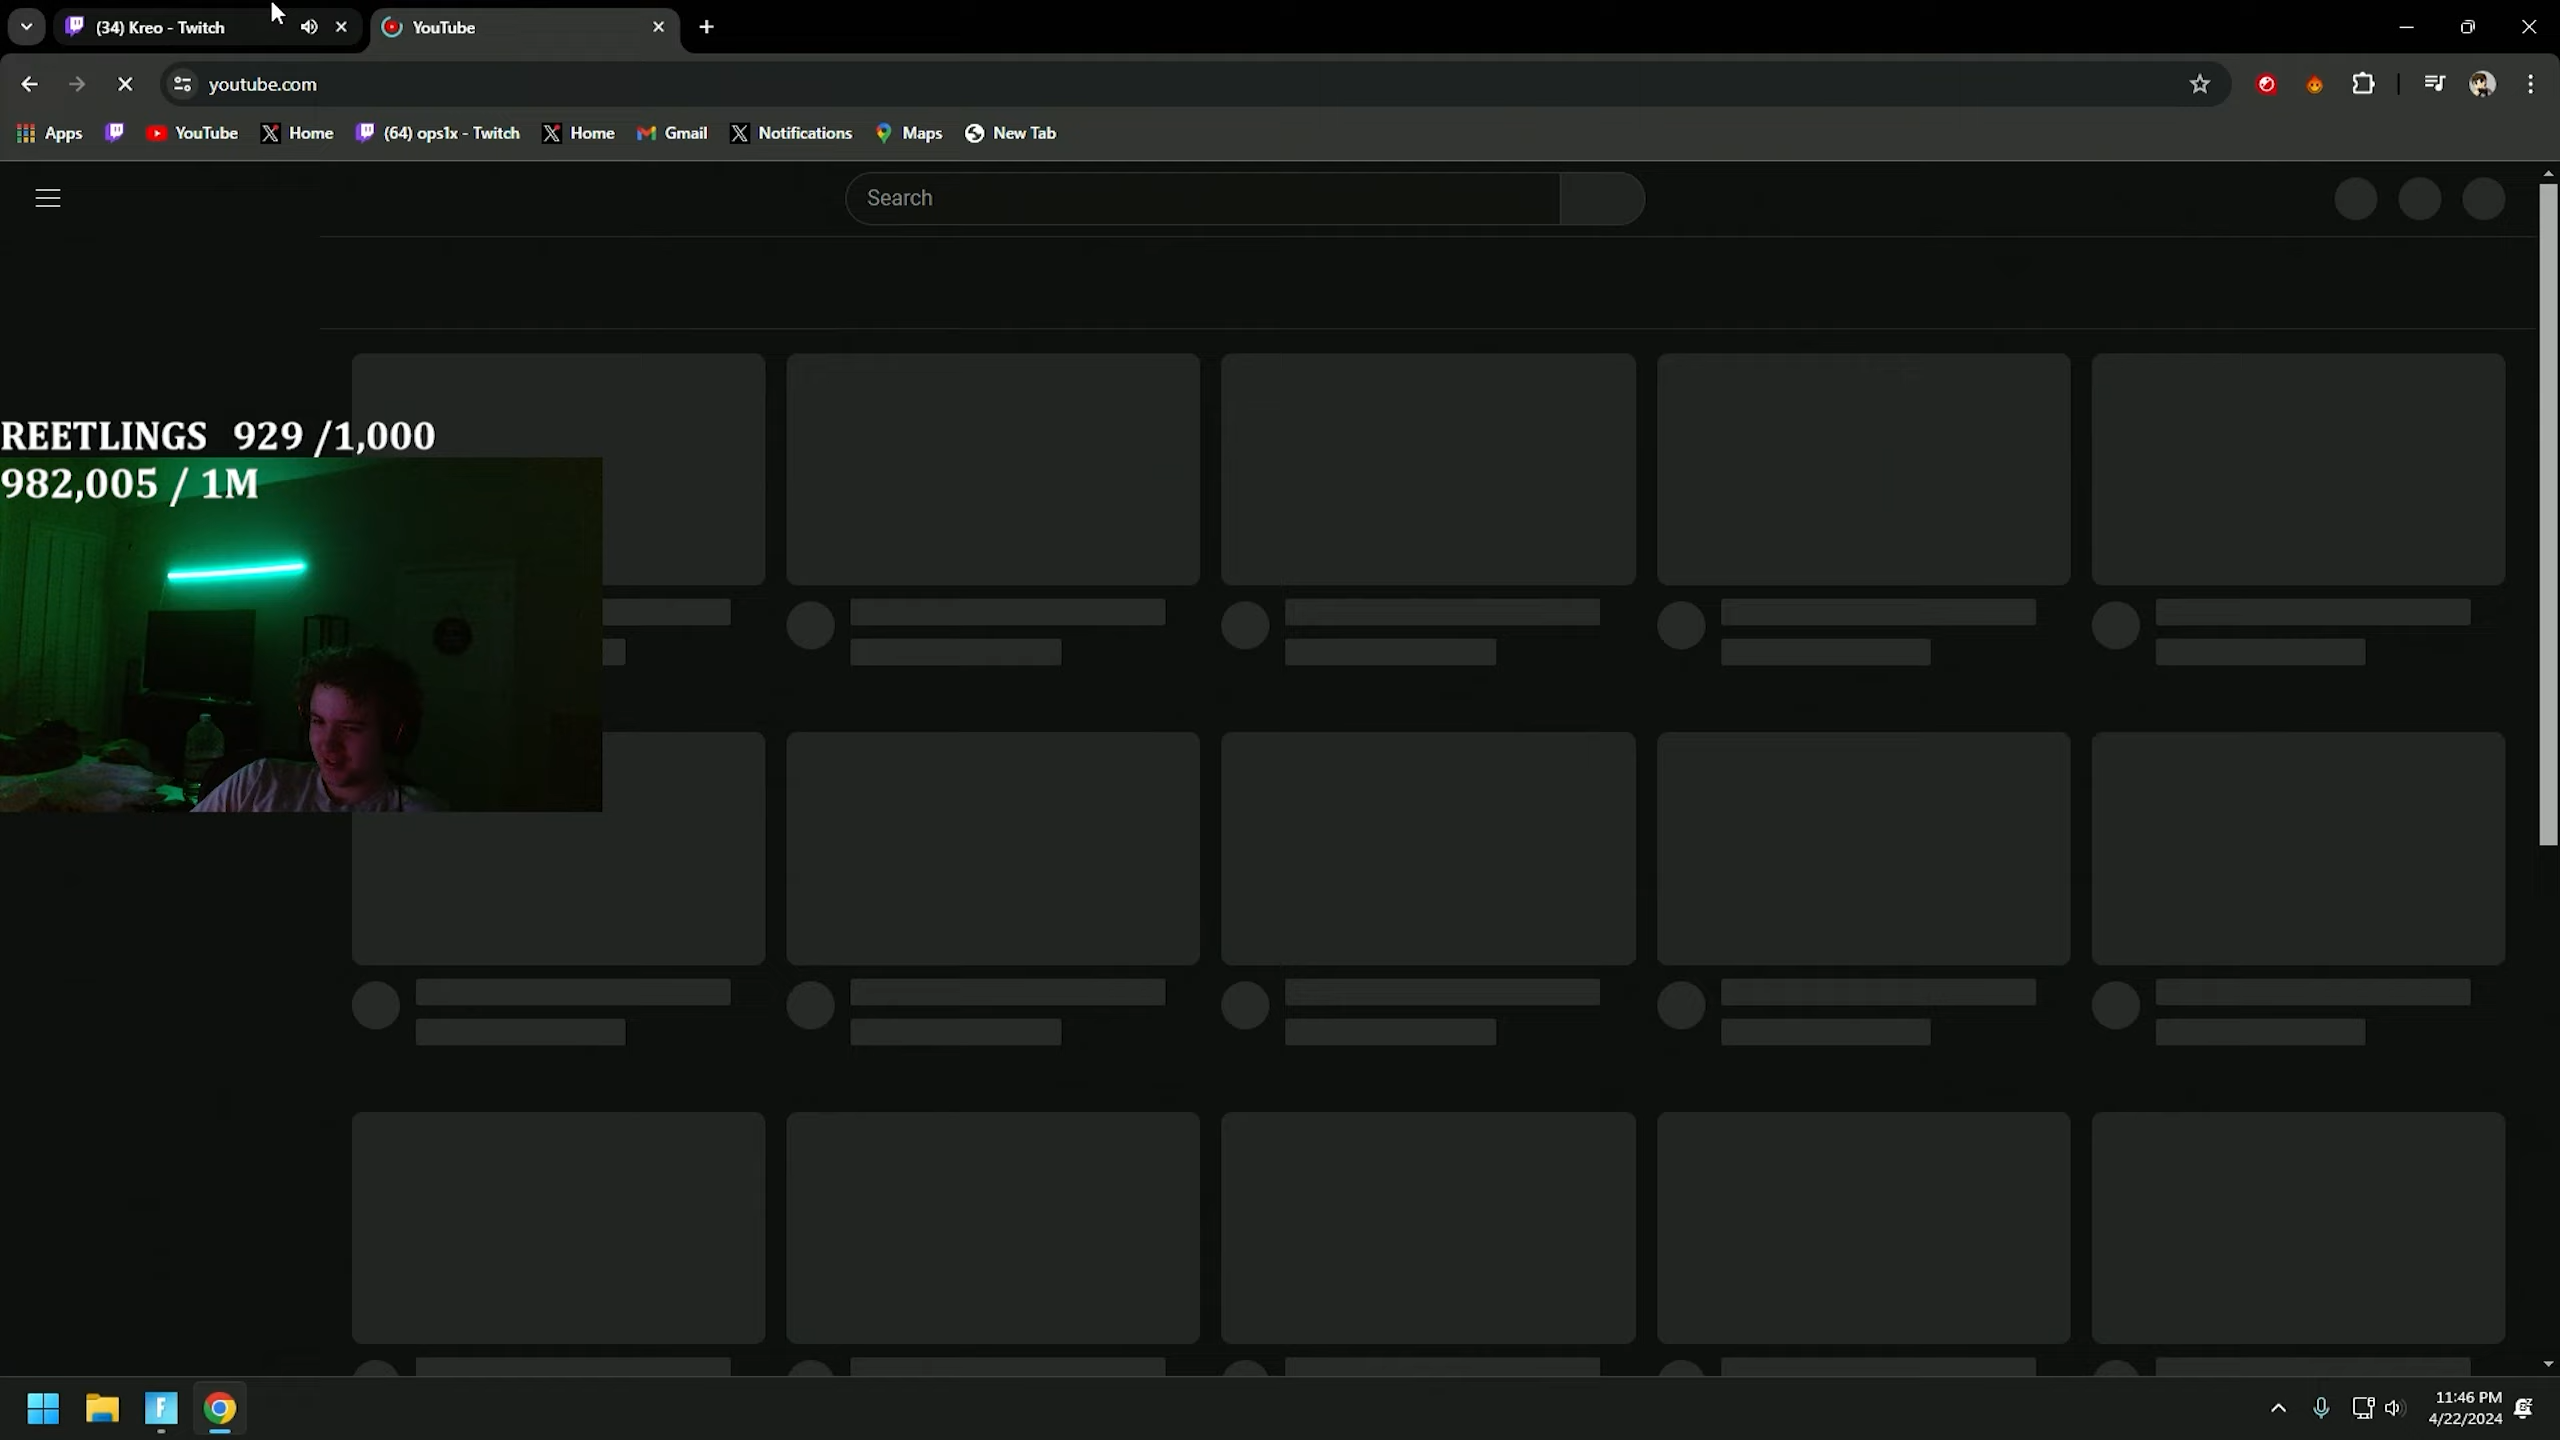 (34) Kreo - Twitch
YouTube
youtube.com
Apps
YouTube
Home
(64) ops1x - Twitch
Home
Gmail
Notifications
Maps
New Tab
Search
REETLINGS 929 /1,000
982,005 / 1M
11:46 PM
4/22/2024